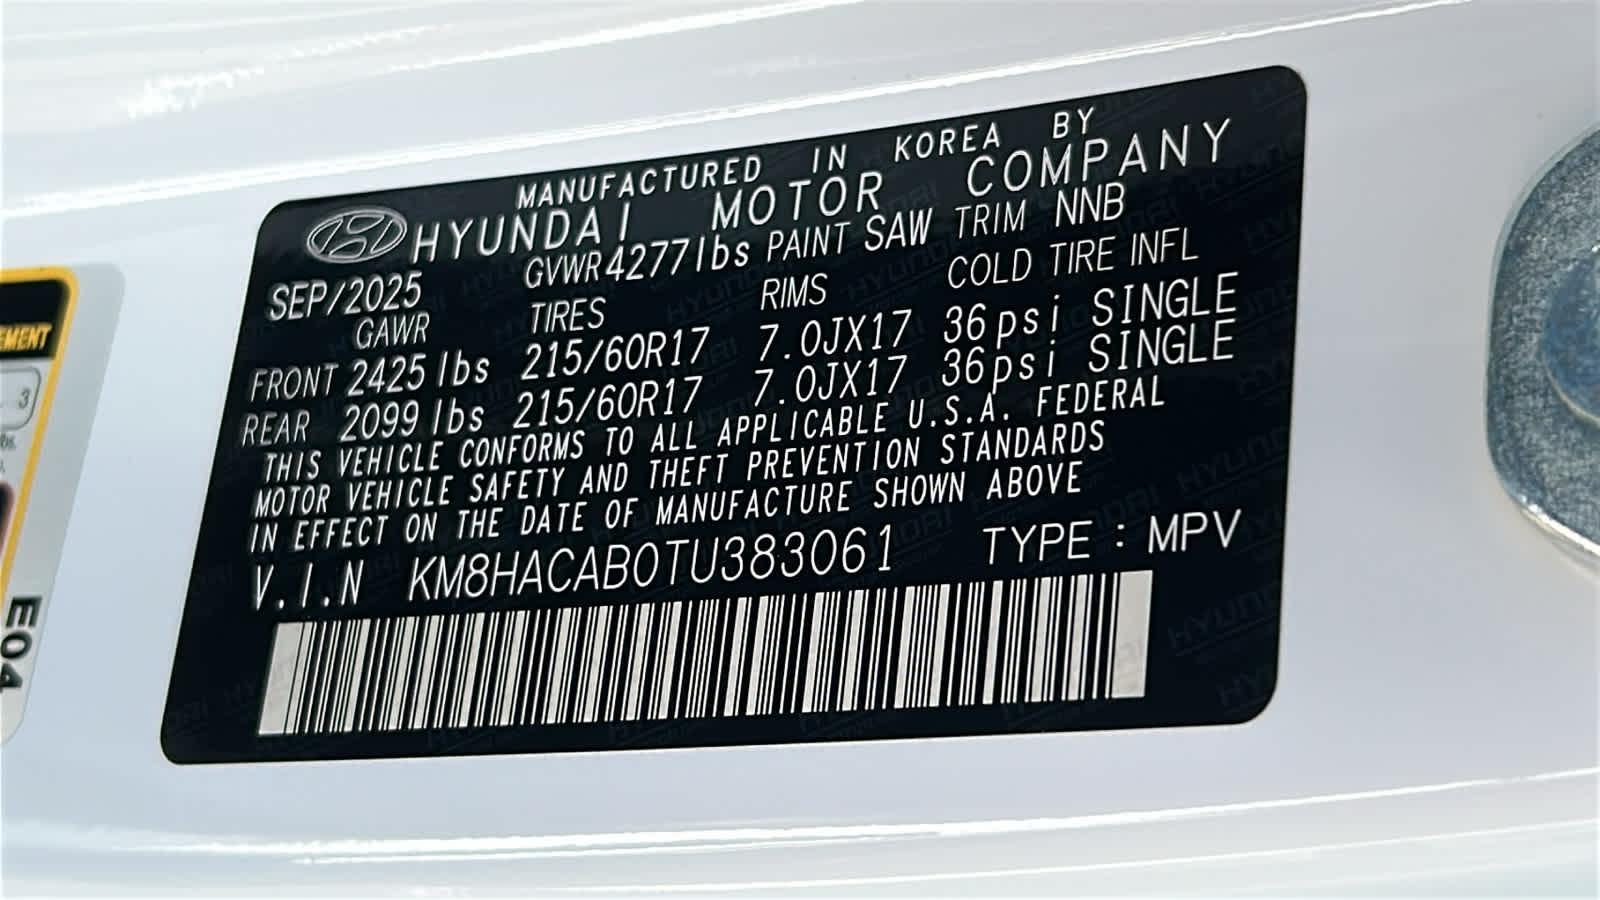 MANUFACTURED IN KOREA BY
HYUNDAI MOTOR COMPANY
SEP/2025 GVWR 4277lbs PAINT SAW TRIM NNB
GAWR TIRES RIMS COLD TIRE INFL
FRONT 2425 lbs 215/60R17 7.0JX17 36psi SINGLE
REAR 2099 lbs 215/60R17 7.0JX17 36psi SINGLE
THIS VEHICLE CONFORMS TO ALL APPLICABLE U.S.A. FEDERAL
MOTOR VEHICLE SAFETY AND THEFT PREVENTION STANDARDS
IN EFFECT ON THE DATE OF MANUFACTURE SHOWN ABOVE
V.I.N KM8HACAB0TU383061 TYPE : MPV
3
E04